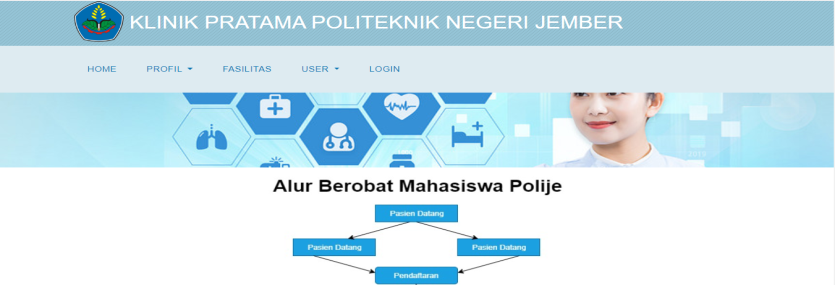 KLINIK PRATAMA POLITEKNIK NEGERI JEMBER
HOME PROFIL FASILITAS USER LOGIN
Alur Berobat Mahasiswa Polije
Pasien Datang
Pasien Datang Pasien Datang
Pendaftaran